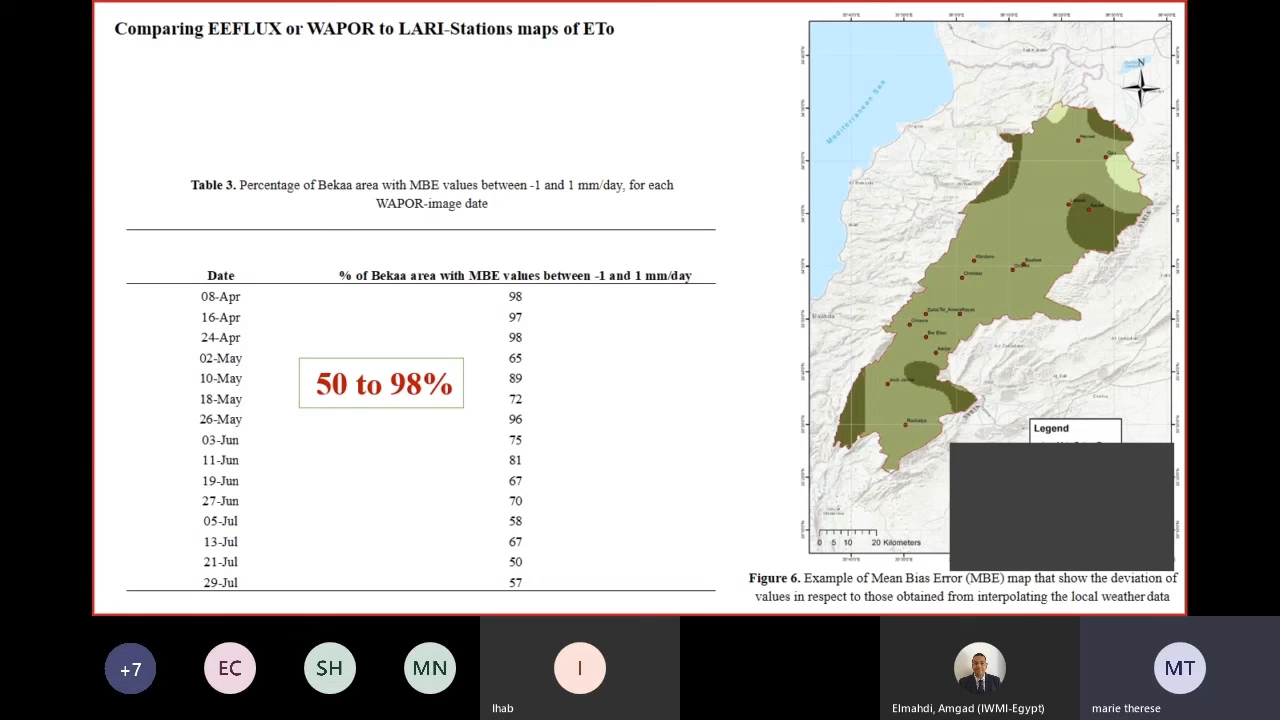 Comparing EEFLUX or WAPOR to LARI-Stations maps of ETo
Table 3. Percentage of Bekaa area with MBE values between -1 and 1 mm/day, for each
WAPOR-image date
Date % of Bekaa area with MBE values between -1 and 1 mm/day
08-Apr 98
16-Apr 97
24-Apr 98
02-May 65
10-May 89
18-May 72
26-May 96
03-Jun 75
11-Jun 81
19-Jun 67
27-Jun 70
05-Jul 58
13-Jul 67
21-Jul 50
29-Jul 57
50 to 98%
Mediterranean Sea
N
SYRIA
SYRIA
Legend
0 5 10 20 Kilometers
Figure 6. Example of Mean Bias Error (MBE) map that show the deviation of
values in respect to those obtained from interpolating the local weather data
+7
EC
SH
MN
I
MT
Ihab
Elmahdi, Amgad (IWMI-Egypt)
marie therese